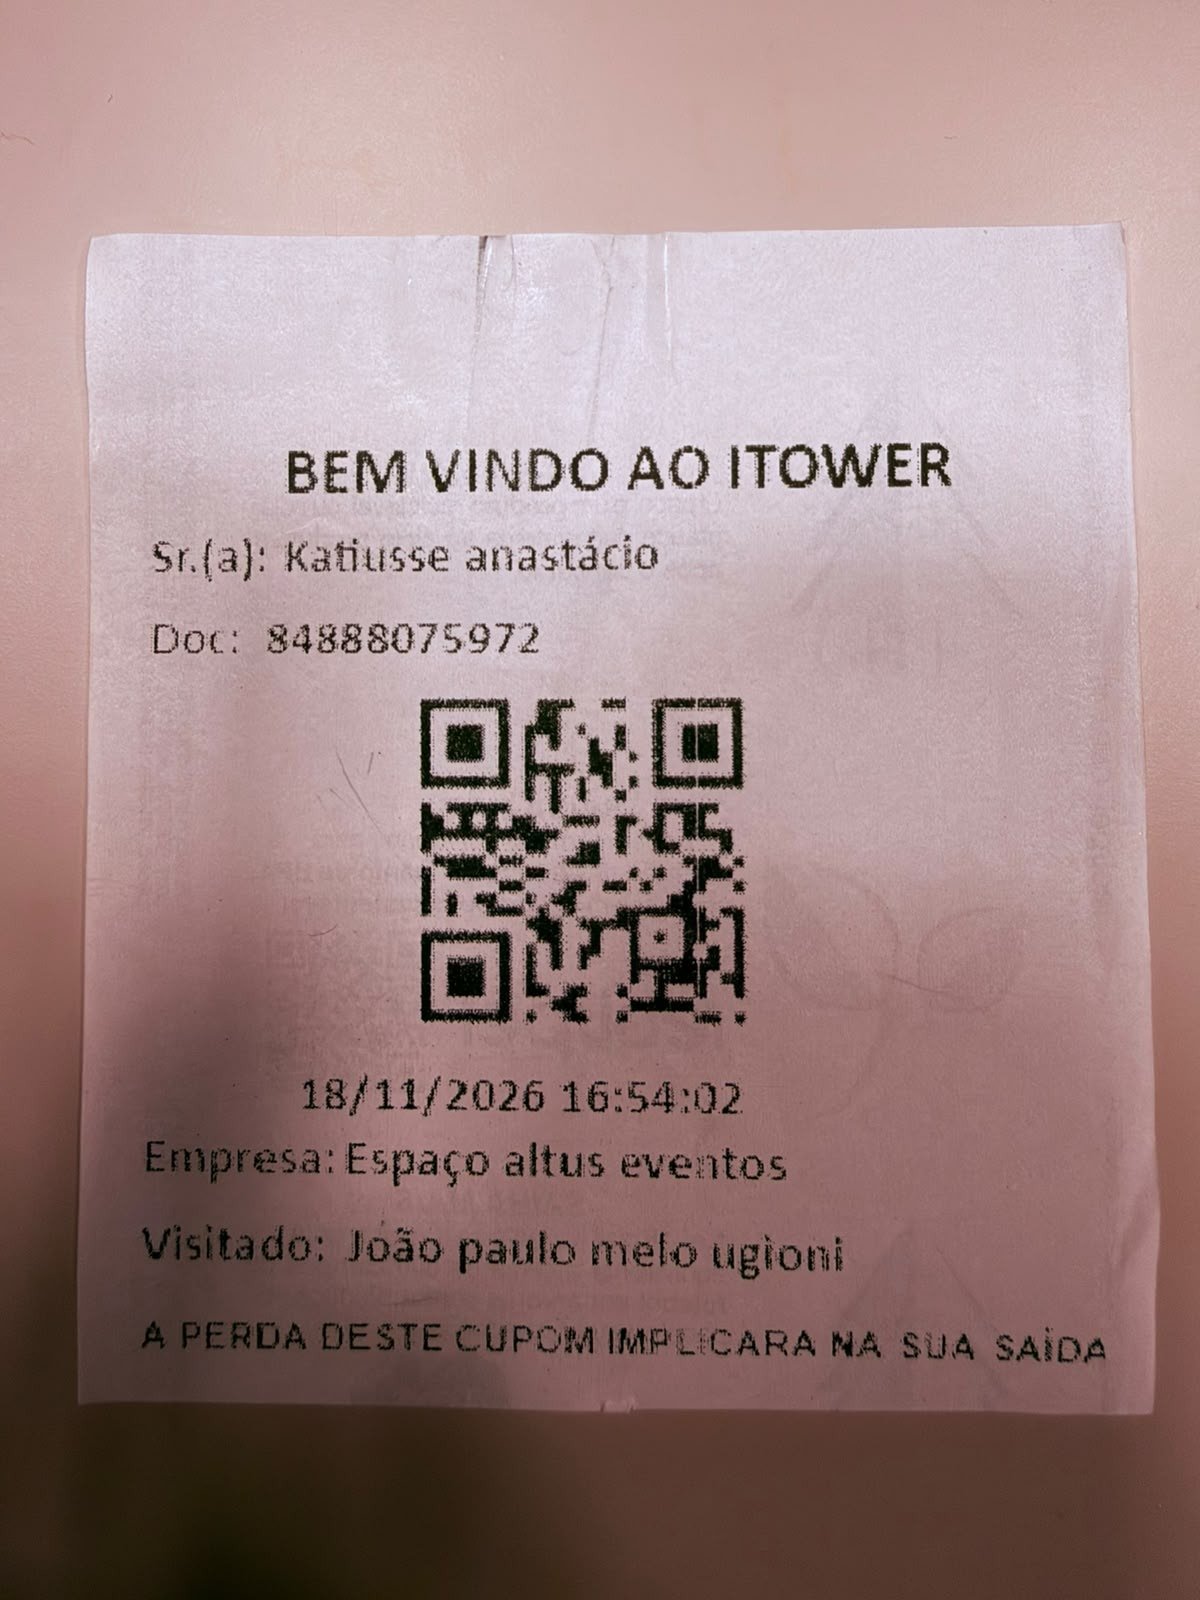 BEM VINDO AO ITOWER
Sr.(a): Katiusse anastácio
Doc: 84888075972
18/11/2026 16:54:02
Empresa: Espaço altus eventos
Visitado: João paulo melo ugioni
A PERDA DESTE CUPOM IMPLICARA NA SUA SAÍDA